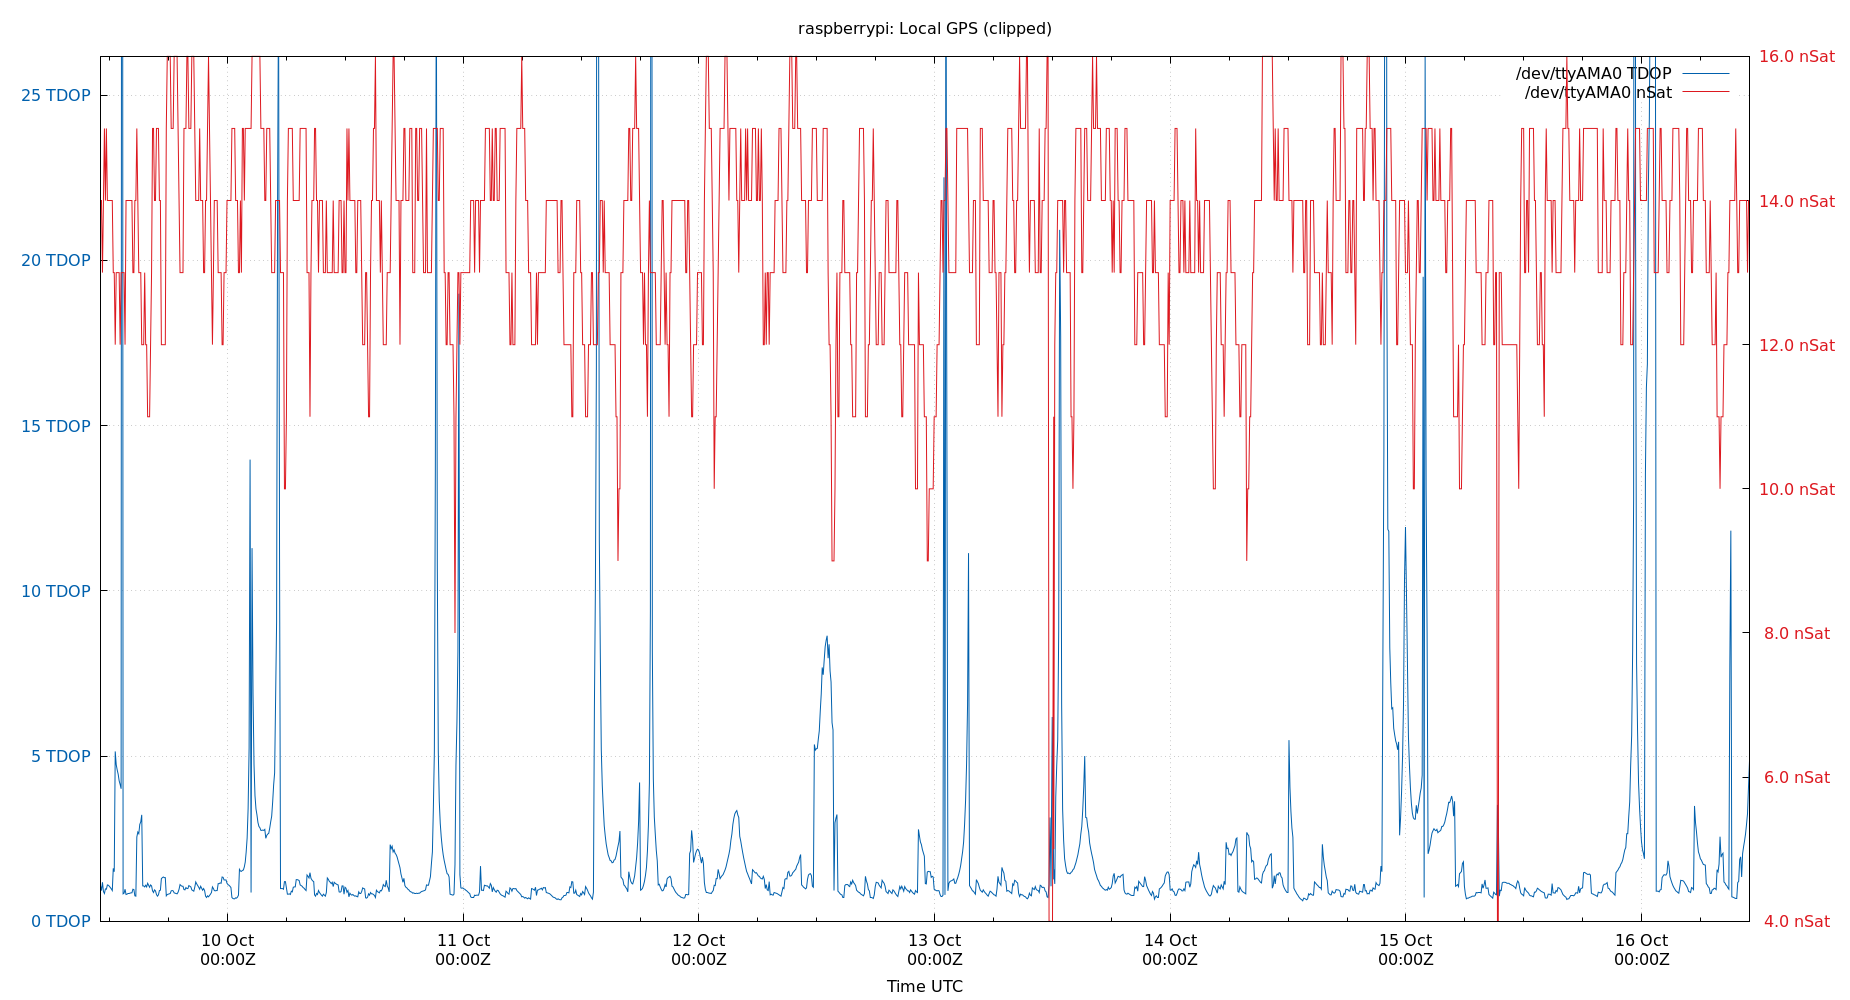 raspberrypi: Local GPS (clipped)
/dev/ttyAMA0 TDOP
/dev/ttyAMA0 nSat
25 TDOP
20 TDOP
15 TDOP
10 TDOP
5 TDOP
0 TDOP
16.0 nSat
14.0 nSat
12.0 nSat
10.0 nSat
8.0 nSat
6.0 nSat
4.0 nSat
10 Oct
00:00Z
11 Oct
00:00Z
12 Oct
00:00Z
13 Oct
00:00Z
14 Oct
00:00Z
15 Oct
00:00Z
16 Oct
00:00Z
Time UTC